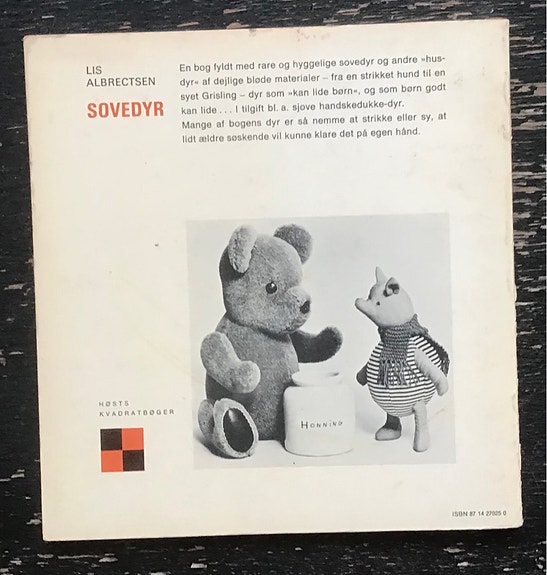 LIS
ALBRECTSEN
SOVEDYR
En bog fyldt med rare og hyggelige sovedyr og andre »hus-
dyr« af dejlige bløde materialer – fra en strikket hund til en
syet Grisling – dyr som »kan lide børn«, og som børn godt
kan lide . . . I tilgift bl. a. sjove handskedukke-dyr.
Mange af bogens dyr er så nemme at strikke eller sy, at
lidt ældre søskende vil kunne klare det på egen hånd.
HONNING
HØSTS
KVADRATBØGER
ISBN 87 14 27025 0